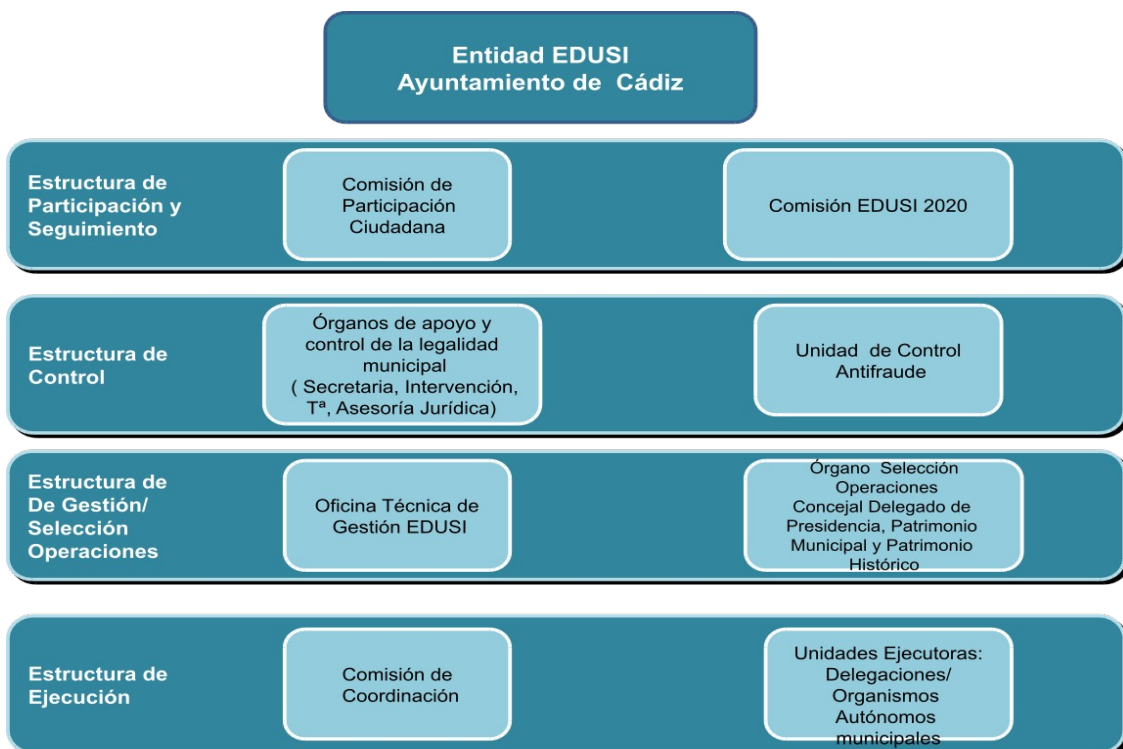 Entidad EDUSI
Ayuntamiento de Cádiz
Estructura de
Participación y
Seguimiento
Comisión de
Participación
Ciudadana
Comisión EDUSI 2020
Estructura de
Control
Órganos de apoyo y
control de la legalidad
municipal
( Secretaria, Intervención,
Tª, Asesoría Jurídica)
Unidad de Control
Antifraude
Estructura de
De Gestión/
Selección
Operaciones
Oficina Técnica de
Gestión EDUSI
Órgano Selección
Operaciones
Concejal Delegado de
Presidencia, Patrimonio
Municipal y Patrimonio
Histórico
Estructura de
Ejecución
Comisión de
Coordinación
Unidades Ejecutoras:
Delegaciones/
Organismos
Autónomos
municipales